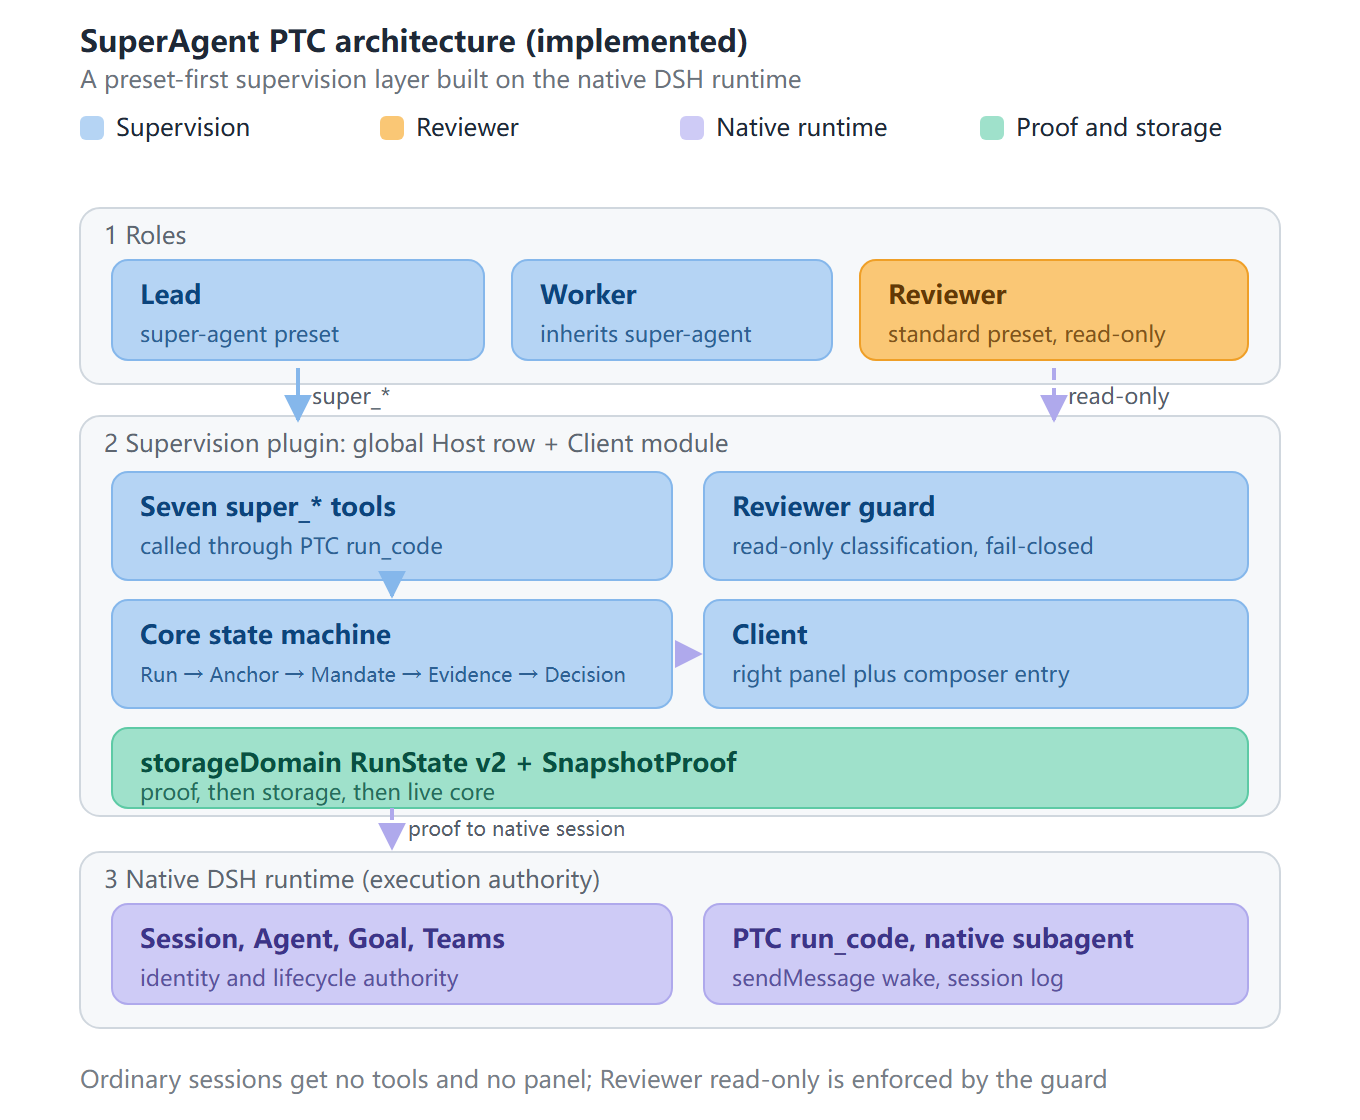 SuperAgent PTC architecture (implemented)
A preset-first supervision layer built on the native DSH runtime
Supervision
Reviewer
Native runtime
Proof and storage
1 Roles
Lead
super-agent preset
Worker
inherits super-agent
Reviewer
standard preset, read-only
super_*
read-only
2 Supervision plugin: global Host row + Client module
Seven super_* tools
called through PTC run_code
Reviewer guard
read-only classification, fail-closed
Core state machine
Run → Anchor → Mandate → Evidence → Decision
Client
right panel plus composer entry
storageDomain RunState v2 + SnapshotProof
proof, then storage, then live core
proof to native session
3 Native DSH runtime (execution authority)
Session, Agent, Goal, Teams
identity and lifecycle authority
PTC run_code, native subagent
sendMessage wake, session log
Ordinary sessions get no tools and no panel; Reviewer read-only is enforced by the guard